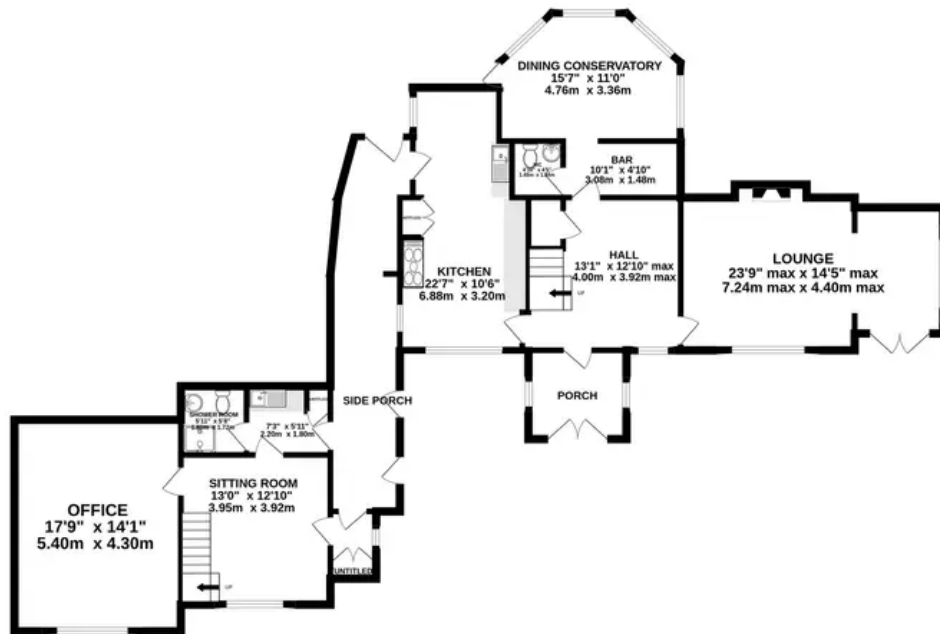 DINING CONSERVATORY
15'7" x 11'0"
4.76m x 3.36m
BAR
10'1" x 4'10"
3.08m x 1.48m
WC
KITCHEN
22'7" x 10'6"
6.88m x 3.20m
HALL
13'1" x 12'10" max
4.00m x 3.92m max
UP
LOUNGE
23'9" max x 14'5" max
7.24m max x 4.40m max
PORCH
SIDE PORCH
SHOWER ROOM
7'3" x 5'11"
2.20m x 1.80m
SITTING ROOM
13'0" x 12'10"
3.95m x 3.92m
UP
UNTITLED
OFFICE
17'9" x 14'1"
5.40m x 4.30m